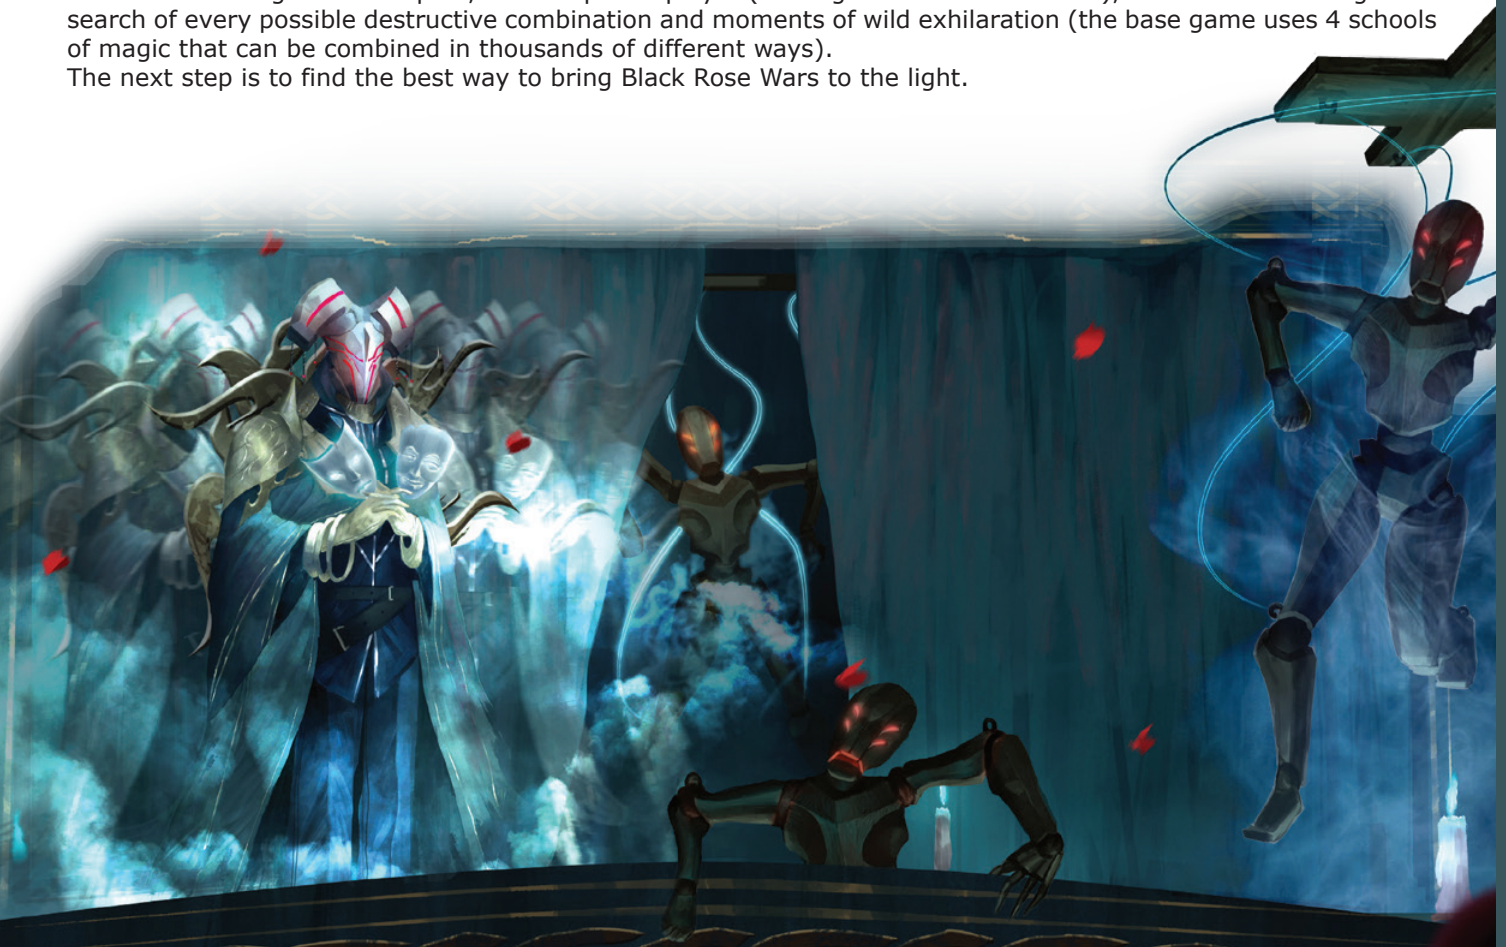 search of every possible destructive combination and moments of wild exhilaration (the base game uses 4 schools
of magic that can be combined in thousands of different ways).
The next step is to find the best way to bring Black Rose Wars to the light.